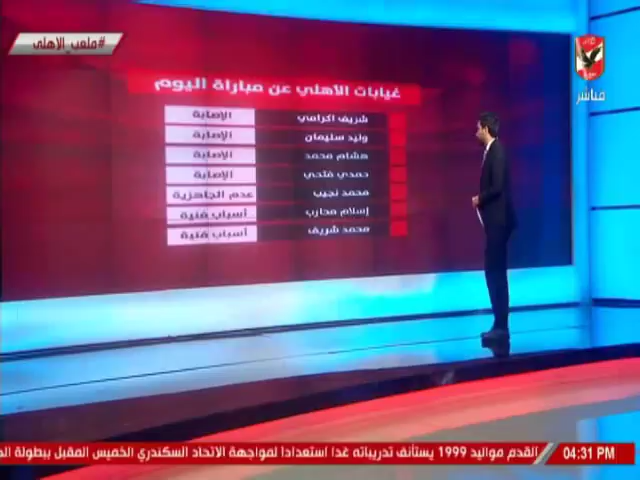 #ملعب_الأهلي
مباشر
غيابات الأهلي عن مباراة اليوم
شريف اكرامي الإصابة
وليد سليمان الإصابة
هشام محمد الإصابة
حمدي فتحي الإصابة
محمد نجيب عدم الجاهزية
إسلام محارب أسباب فنية
محمد شريف أسباب فنية
القدم مواليد 1999 يستأنف تدريباته غدا استعدادا لمواجهة الاتحاد السكندري الخميس المقبل ببطولة ال
04:31 PM